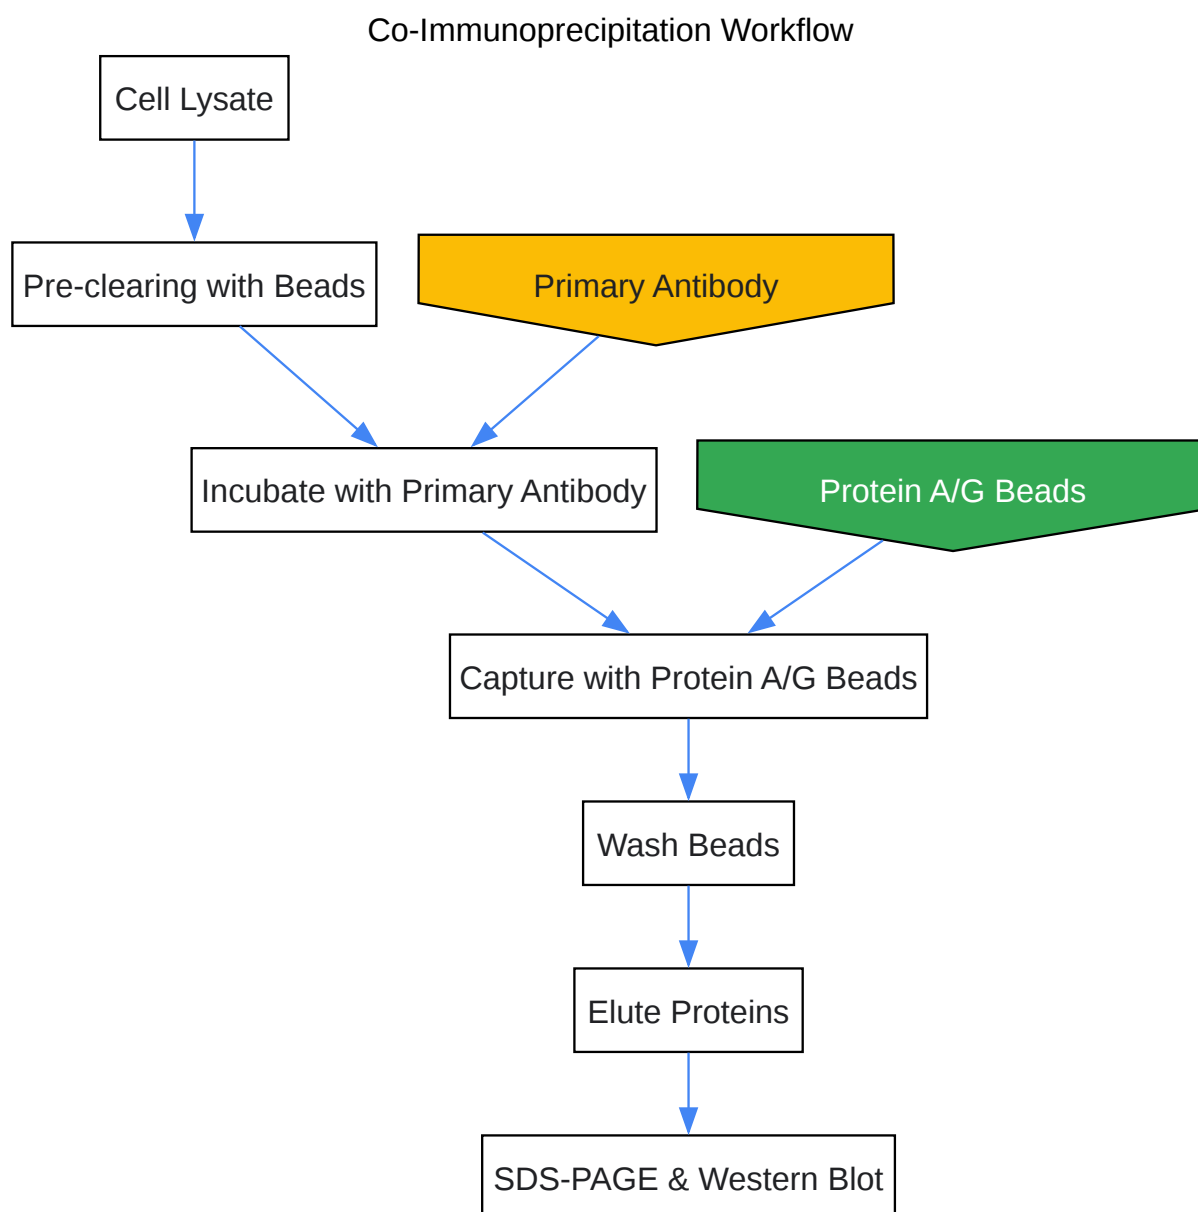 Co-Immunoprecipitation Workflow
Cell Lysate
Pre-clearing with Beads
Primary Antibody
Incubate with Primary Antibody
Protein A/G Beads
Capture with Protein A/G Beads
Wash Beads
Elute Proteins
SDS-PAGE & Western Blot